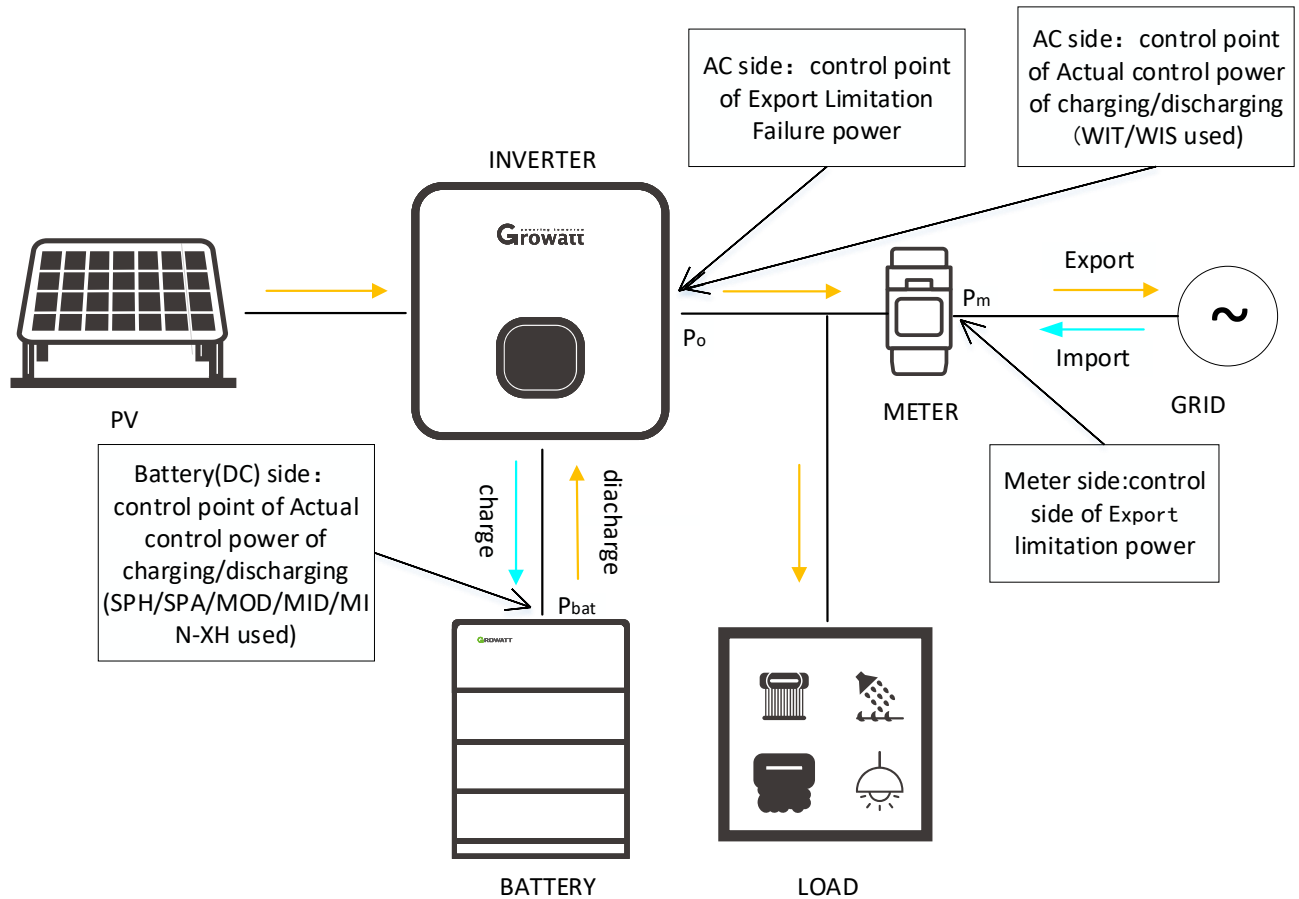 AC side：control point
of Export Limitation
Failure power
AC side：control point
of Actual control power
of charging/discharging
（WIT/WIS used)
INVERTER
Growatt
PV
Po
Pm
Export
Import
METER
GRID
Battery(DC) side：
control point of Actual
control power of
charging/discharging
(SPH/SPA/MOD/MID/MI
N-XH used)
charge
diacharge
Meter side:control
side of Export
limitation power
Pbat
GROWATT
BATTERY
LOAD